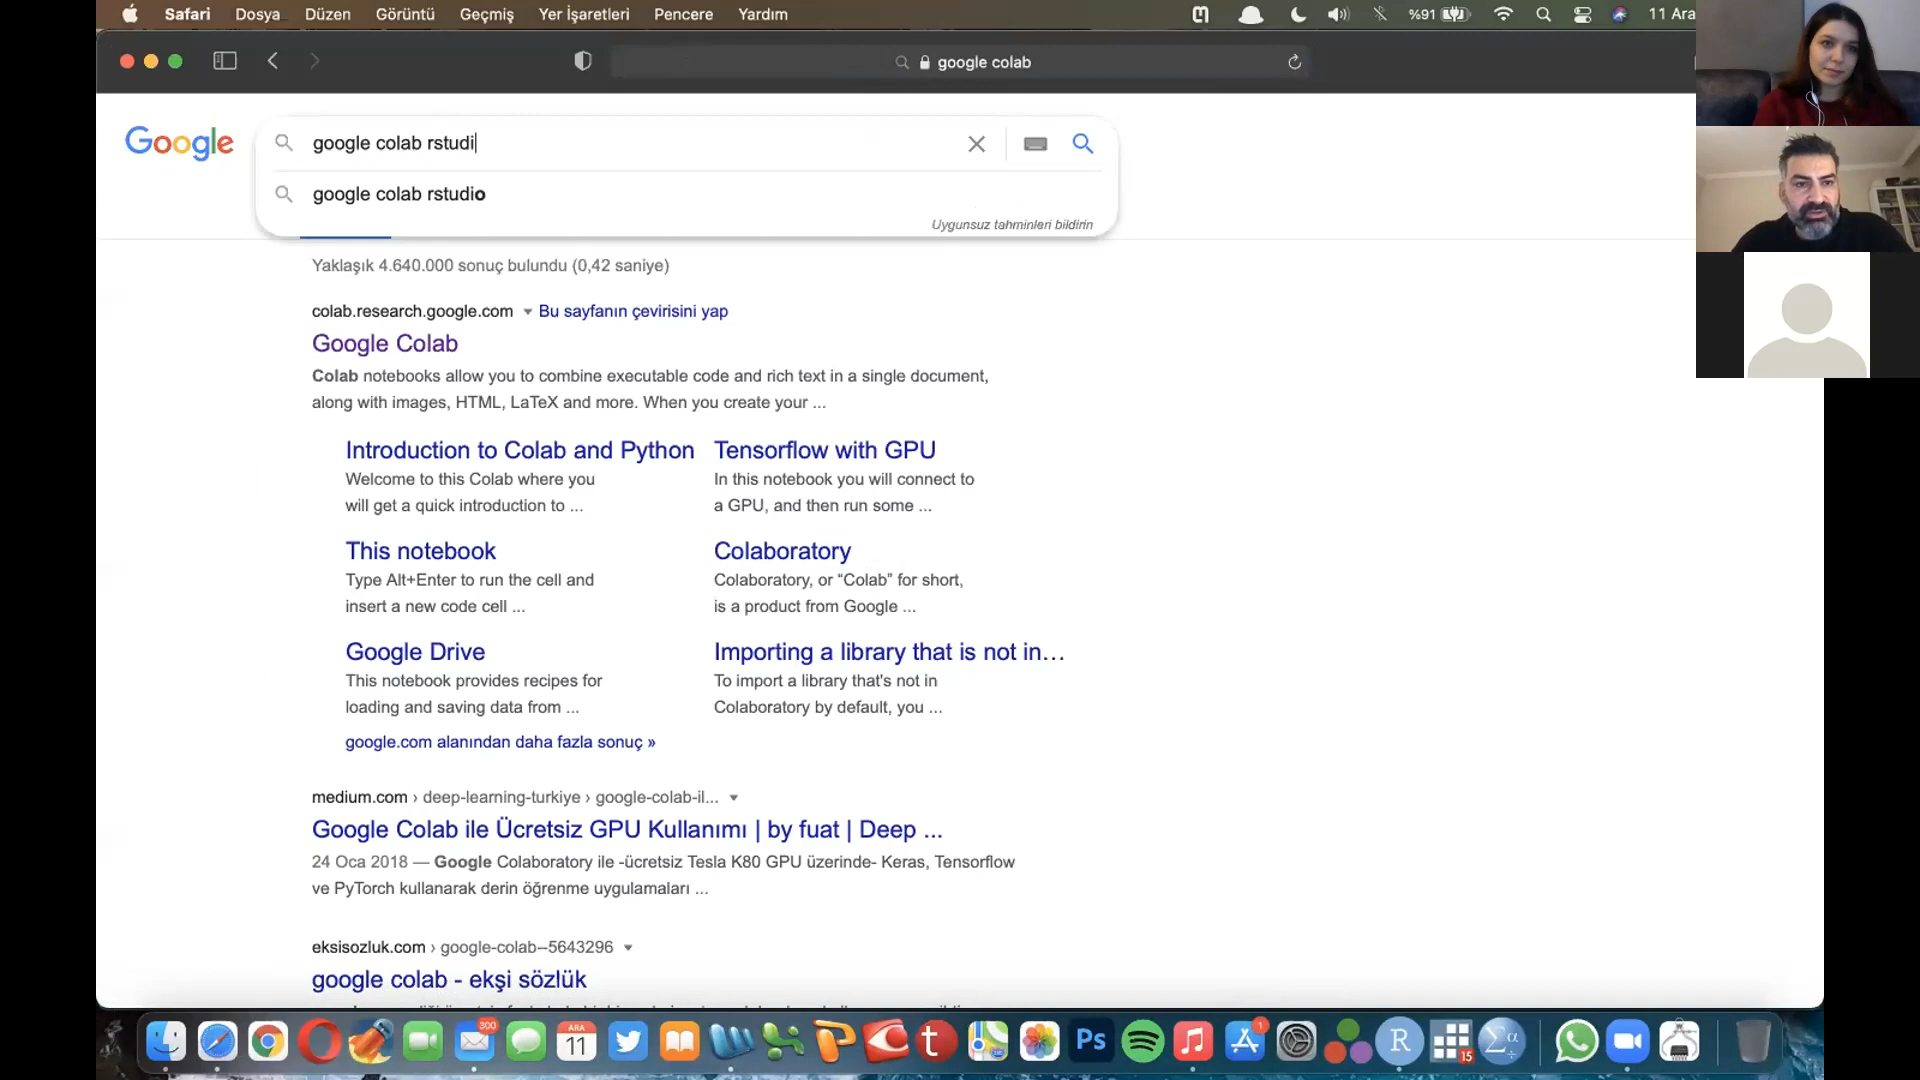 Safari Dosya Düzen Görüntü Geçmiş Yer İşaretleri Pencere Yardım %91 11 Ara
google colab
Google
google colab rstudi
google colab rstudio
Uygunsuz tahminleri bildirin
Yaklaşık 4.640.000 sonuç bulundu (0,42 saniye)
colab.research.google.com Bu sayfanın çevirisini yap
Google Colab
Colab notebooks allow you to combine executable code and rich text in a single document,
along with images, HTML, LaTeX and more. When you create your ...
Introduction to Colab and Python
Welcome to this Colab where you
will get a quick introduction to ...
Tensorflow with GPU
In this notebook you will connect to
a GPU, and then run some ...
This notebook
Type Alt+Enter to run the cell and
insert a new code cell ...
Colaboratory
Colaboratory, or “Colab” for short,
is a product from Google ...
Google Drive
This notebook provides recipes for
loading and saving data from ...
Importing a library that is not in…
To import a library that's not in
Colaboratory by default, you ...
google.com alanından daha fazla sonuç »
medium.com › deep-learning-turkiye › google-colab-il...
Google Colab ile Ücretsiz GPU Kullanımı | by fuat | Deep ...
24 Oca 2018 — Google Colaboratory ile -ücretsiz Tesla K80 GPU üzerinde- Keras, Tensorflow
ve PyTorch kullanarak derin öğrenme uygulamaları ...
eksisozluk.com › google-colab--5643296
google colab - ekşi sözlük
300
ARA
11
Ps
1
R
15
Σα